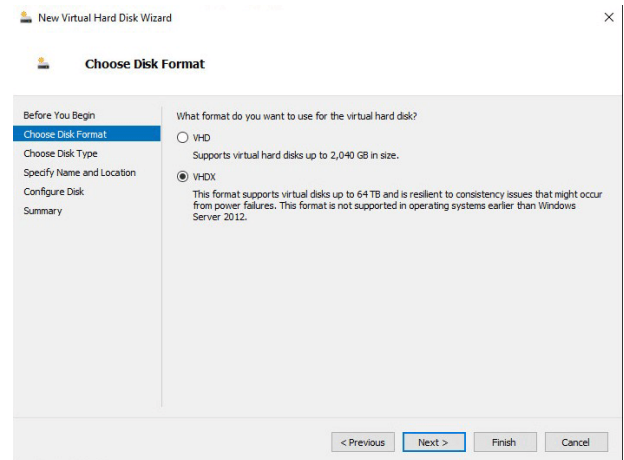 New Virtual Hard Disk Wizard
Choose Disk Format
Before You Begin
Choose Disk Format
Choose Disk Type
Specify Name and Location
Configure Disk
Summary
What format do you want to use for the virtual hard disk?
VHD
Supports virtual hard disks up to 2,040 GB in size.
VHDX
This format supports virtual disks up to 64 TB and is resilient to consistency issues that might occur
from power failures. This format is not supported in operating systems earlier than Windows
Server 2012.
< Previous
Next >
Finish
Cancel